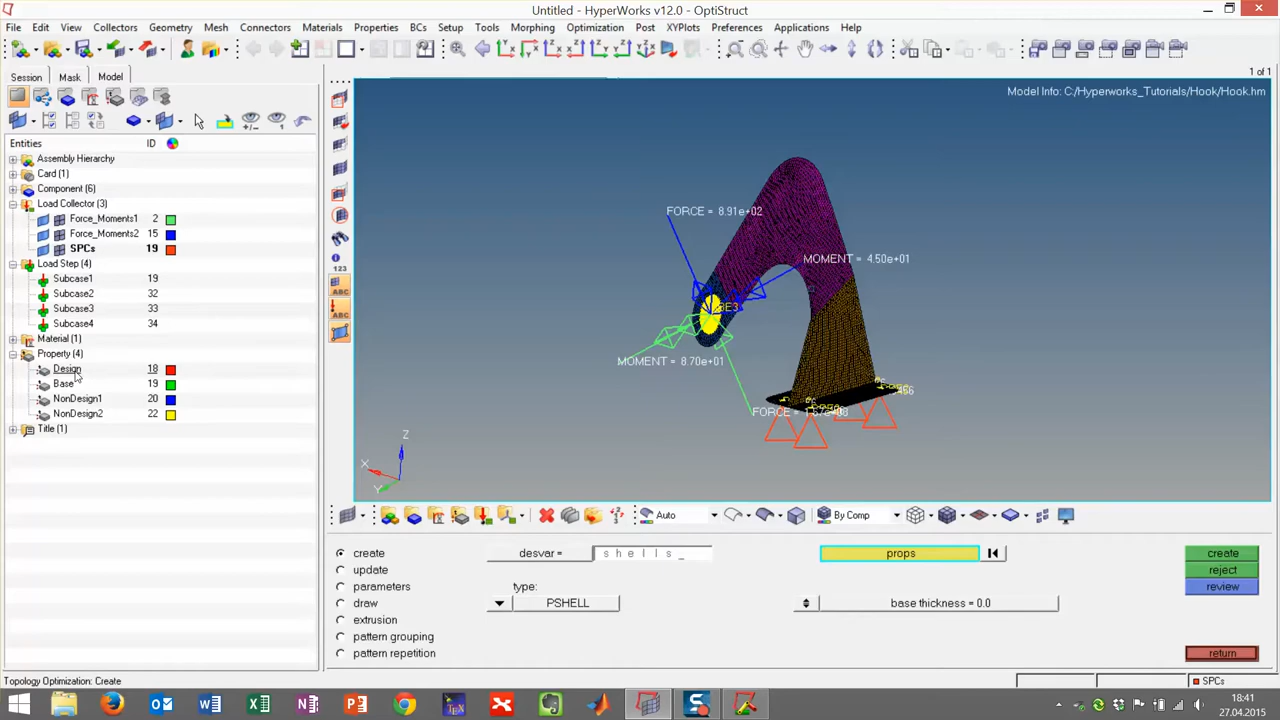 Untitled - HyperWorks v12.0 - OptiStruct
File Edit View Collectors Geometry Mesh Connectors Materials Properties BCs Setup Tools Morphing Optimization Post XYPlots Preferences Applications Help
Session Mask Model
1 of 1
Model Info: C:/Hyperworks_Tutorials/Hook/Hook.hm
Entities ID
Assembly Hierarchy
Card (1)
Component (6)
Load Collector (3)
Force_Moments1 2
Force_Moments2 15
SPCs 19
Load Step (4)
Subcase1 19
Subcase2 32
Subcase3 33
Subcase4 34
Material (1)
Property (4)
Design 18
Base 19
NonDesign1 20
NonDesign2 22
Title (1)
123
ABC
ABC
FORCE = 8.91e+02
MOMENT = 4.50e+01
MOMENT = 8.70e+01
Z
X
Y
Auto
By Comp
create desvar = shells_ props create
update reject
parameters type: review
draw PSHELL base thickness = 0.0
extrusion
pattern grouping
pattern repetition return
Topology Optimization: Create
SPCs
18:41
27.04.2015